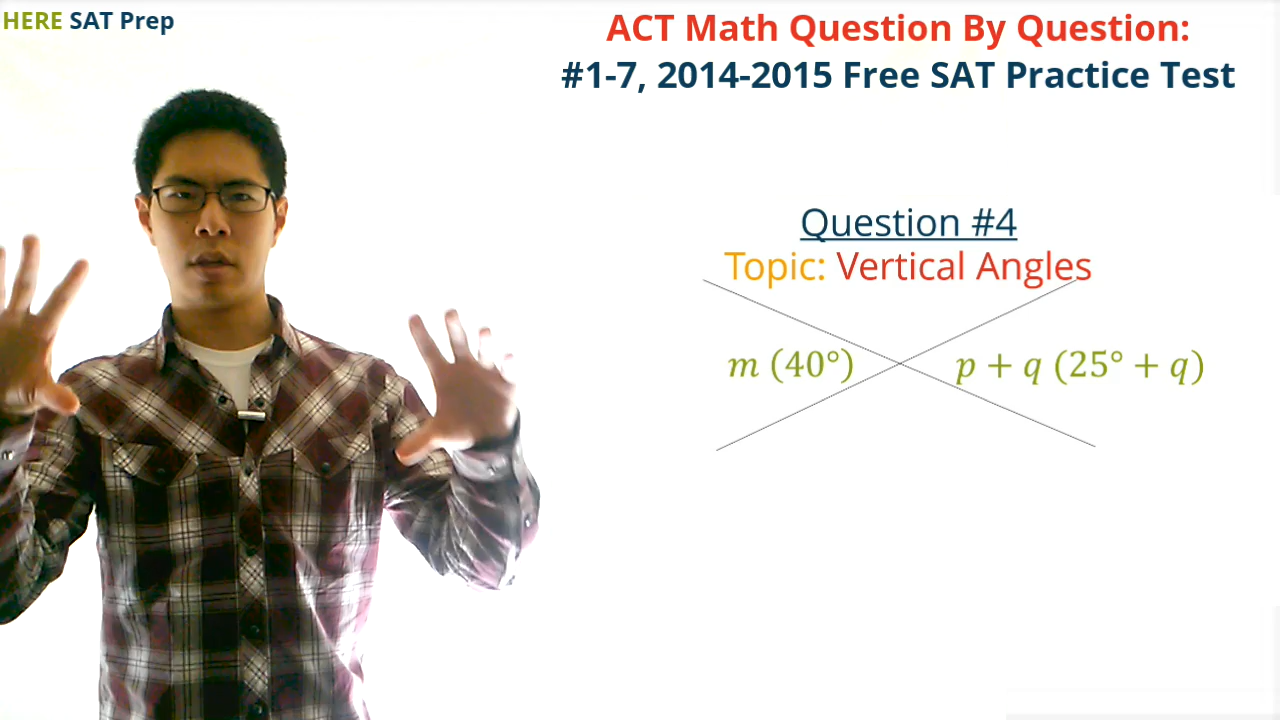 HERE SAT Prep
ACT Math Question By Question:
#1-7, 2014-2015 Free SAT Practice Test
Question #4
Topic: Vertical Angles
m (40°) p + q (25° + q)